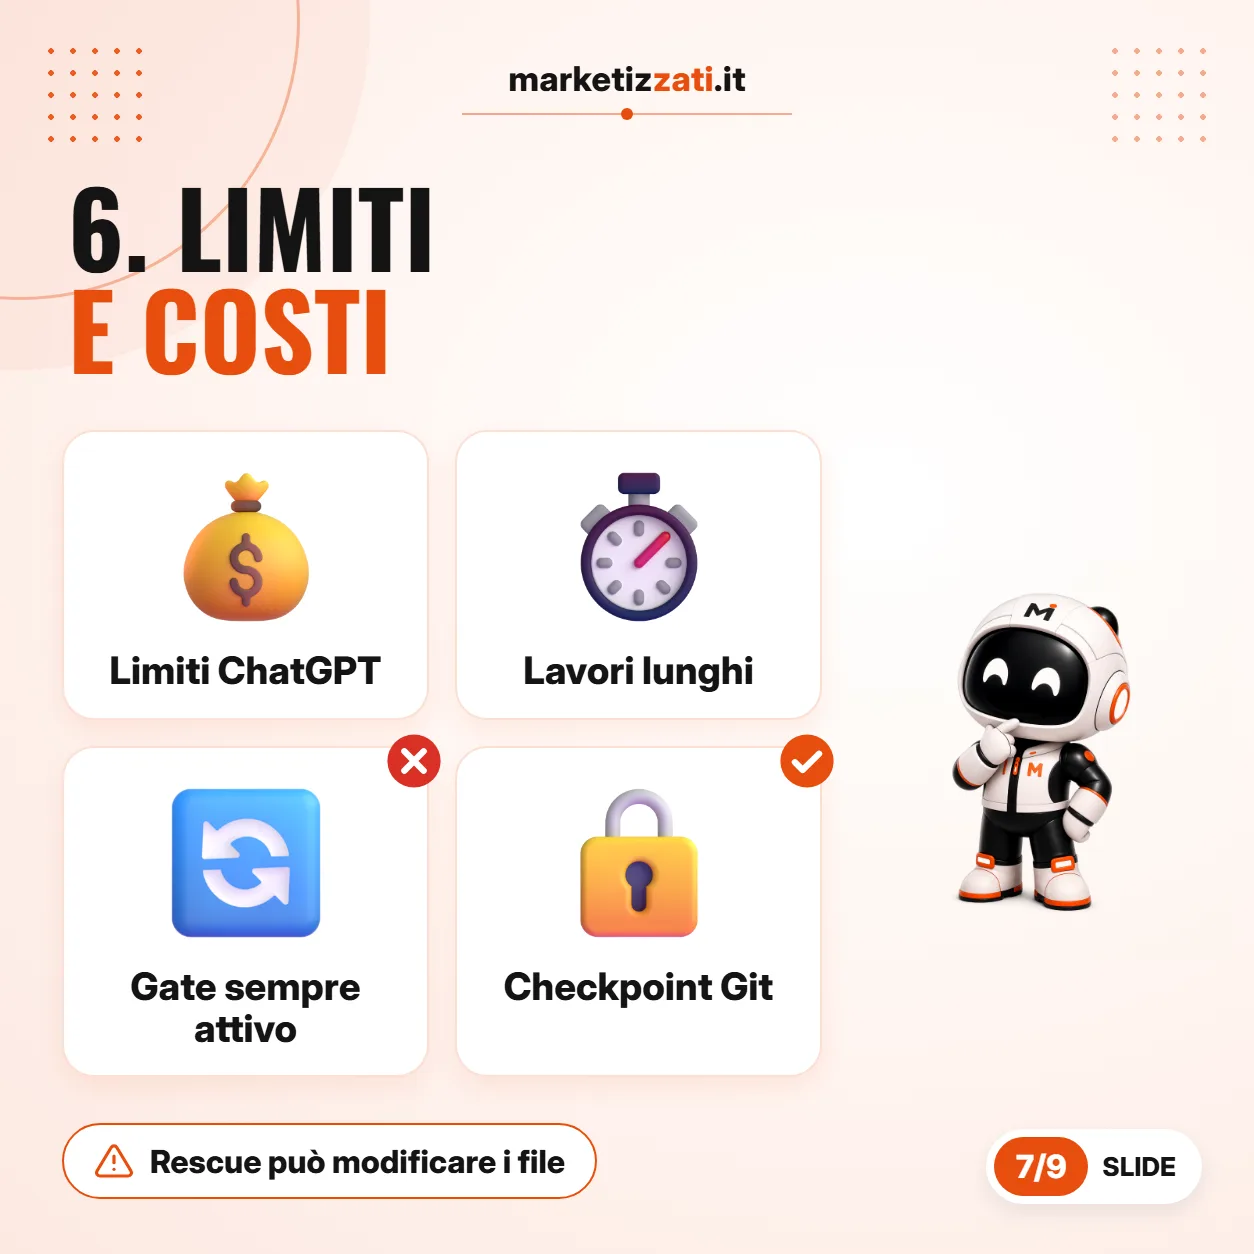 marketizzati.it
6. LIMITI
E COSTI
Limiti ChatGPT
Lavori lunghi
Gate sempre
attivo
Checkpoint Git
M
M
Rescue può modificare i file
7/9 SLIDE